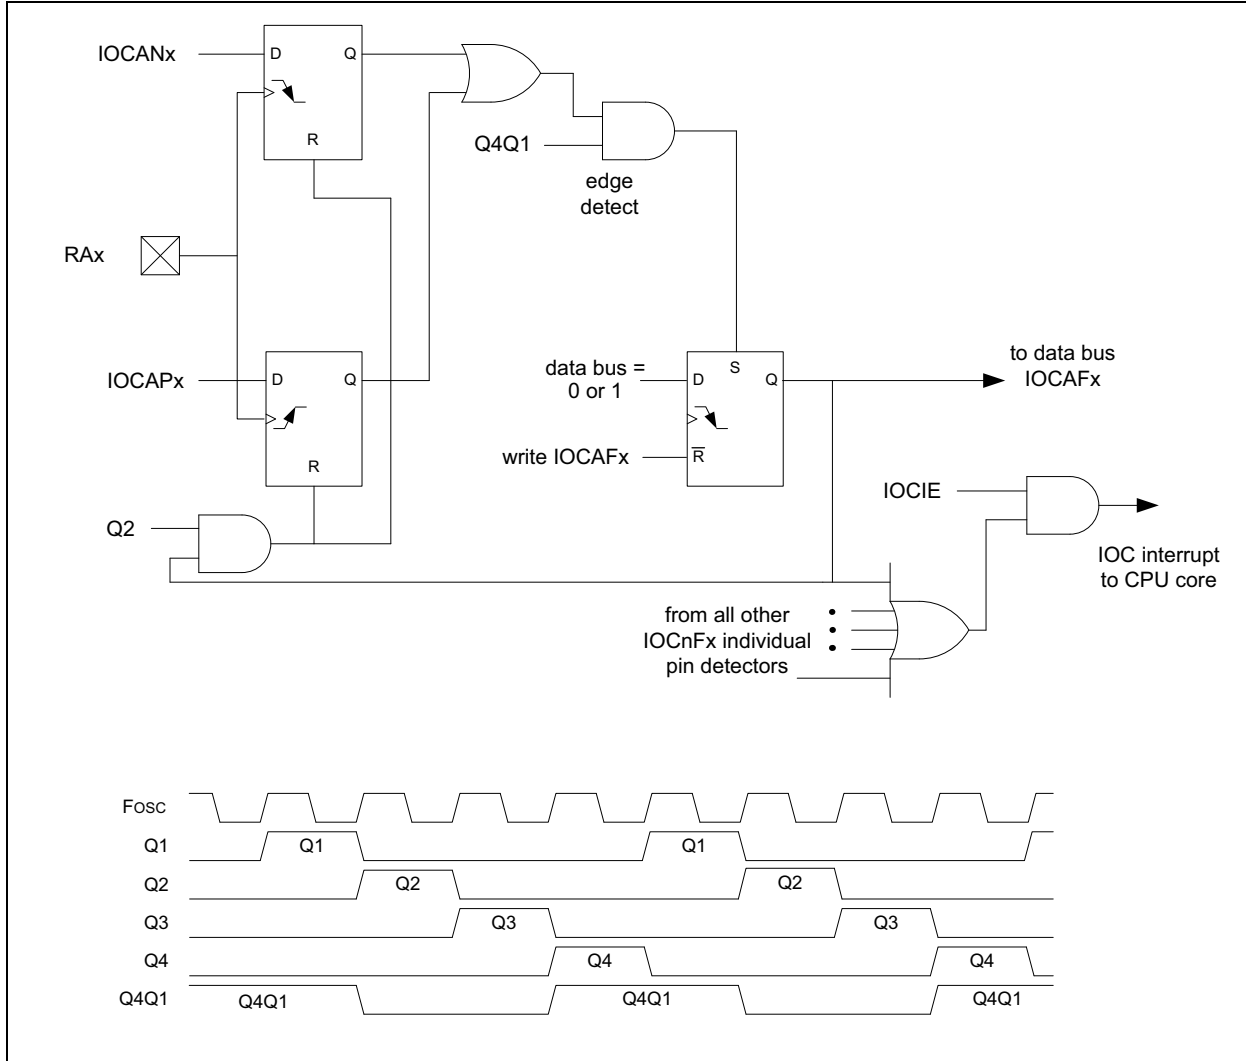 IOCANx
D
Q
R
Q4Q1
edge
detect
RAx
IOCAPx
D
Q
R
data bus =
0 or 1
D
S
Q
R
write IOCAFx
to data bus
IOCAFx
IOCIE
Q2
IOC interrupt
to CPU core
from all other
IOCnFx individual
pin detectors
FOSC
Q1
Q1
Q1
Q2
Q2
Q2
Q3
Q3
Q3
Q4
Q4
Q4
Q4Q1
Q4Q1
Q4Q1
Q4Q1